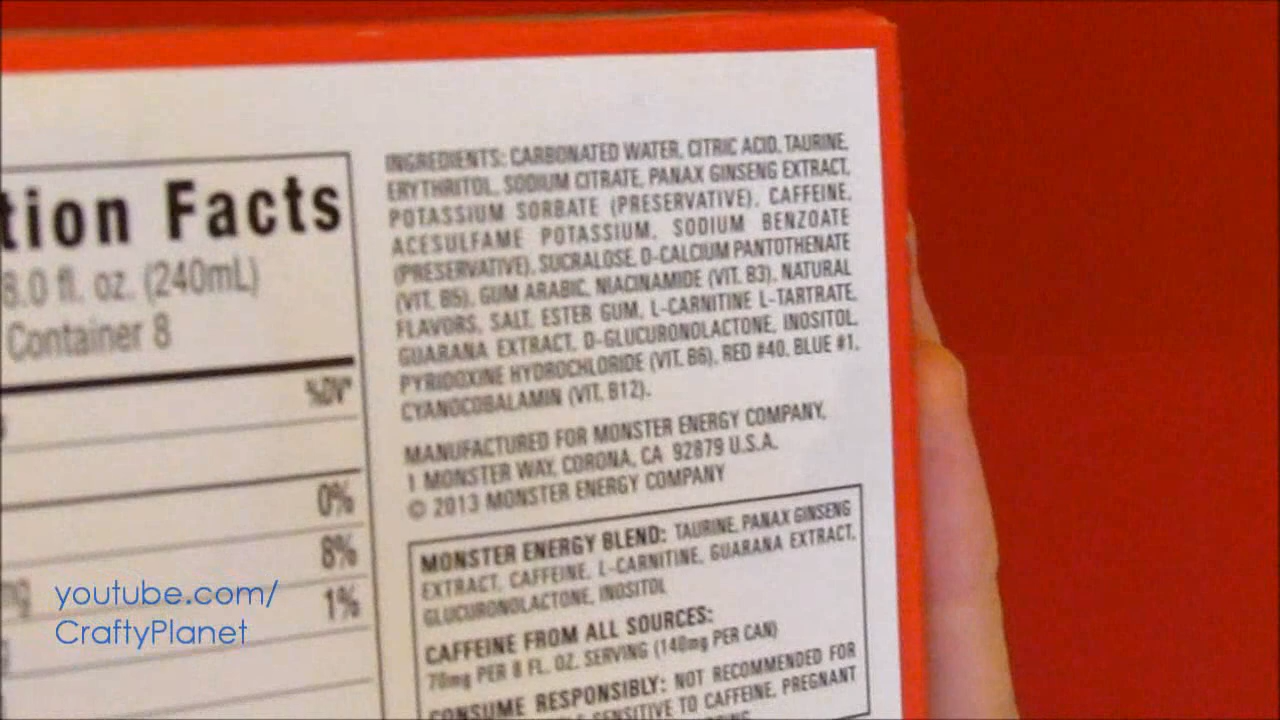 tion Facts
8.0 fl. oz. (240mL)
Container 8
%DV*
0%
8%
1%
INGREDIENTS: CARBONATED WATER, CITRIC ACID, TAURINE,
ERYTHRITOL, SODIUM CITRATE, PANAX GINSENG EXTRACT,
POTASSIUM SORBATE (PRESERVATIVE), CAFFEINE,
ACESULFAME POTASSIUM, SODIUM BENZOATE
(PRESERVATIVE), SUCRALOSE, D-CALCIUM PANTOTHENATE
(VIT. B5), GUM ARABIC, NIACINAMIDE (VIT. B3), NATURAL
FLAVORS, SALT, ESTER GUM, L-CARNITINE L-TARTRATE,
GUARANA EXTRACT, D-GLUCURONOLACTONE, INOSITOL,
PYRIDOXINE HYDROCHLORIDE (VIT. B6), RED #40, BLUE #1,
CYANOCOBALAMIN (VIT. B12).
MANUFACTURED FOR MONSTER ENERGY COMPANY,
1 MONSTER WAY, CORONA, CA 92879 U.S.A.
© 2013 MONSTER ENERGY COMPANY
MONSTER ENERGY BLEND: TAURINE, PANAX GINSENG
EXTRACT, CAFFEINE, L-CARNITINE, GUARANA EXTRACT,
GLUCURONOLACTONE, INOSITOL
CAFFEINE FROM ALL SOURCES:
70mg PER 8 FL. OZ. SERVING (140mg PER CAN)
CONSUME RESPONSIBLY: NOT RECOMMENDED FOR
SENSITIVE TO CAFFEINE, PREGNANT
youtube.com/
CraftyPlanet